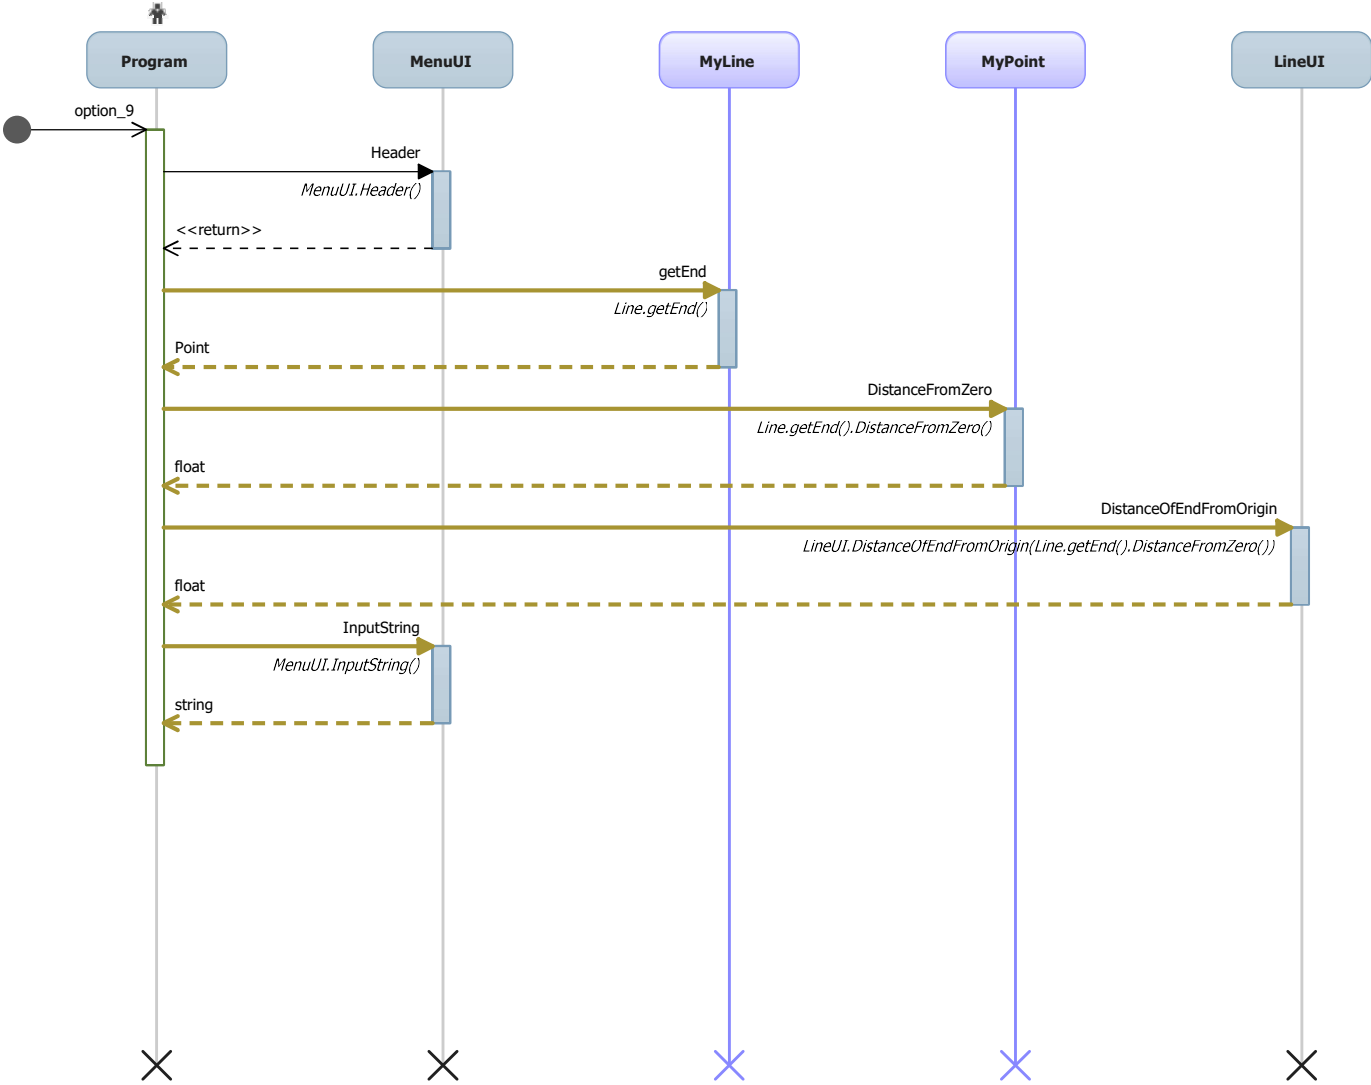 Program
MenuUI
MyLine
MyPoint
LineUI
option_9
Header
MenuUI.Header()
<<return>>
getEnd
Line.getEnd()
Point
DistanceFromZero
Line.getEnd().DistanceFromZero()
float
DistanceOfEndFromOrigin
LineUI.DistanceOfEndFromOrigin(Line.getEnd().DistanceFromZero())
float
InputString
MenuUI.InputString()
string